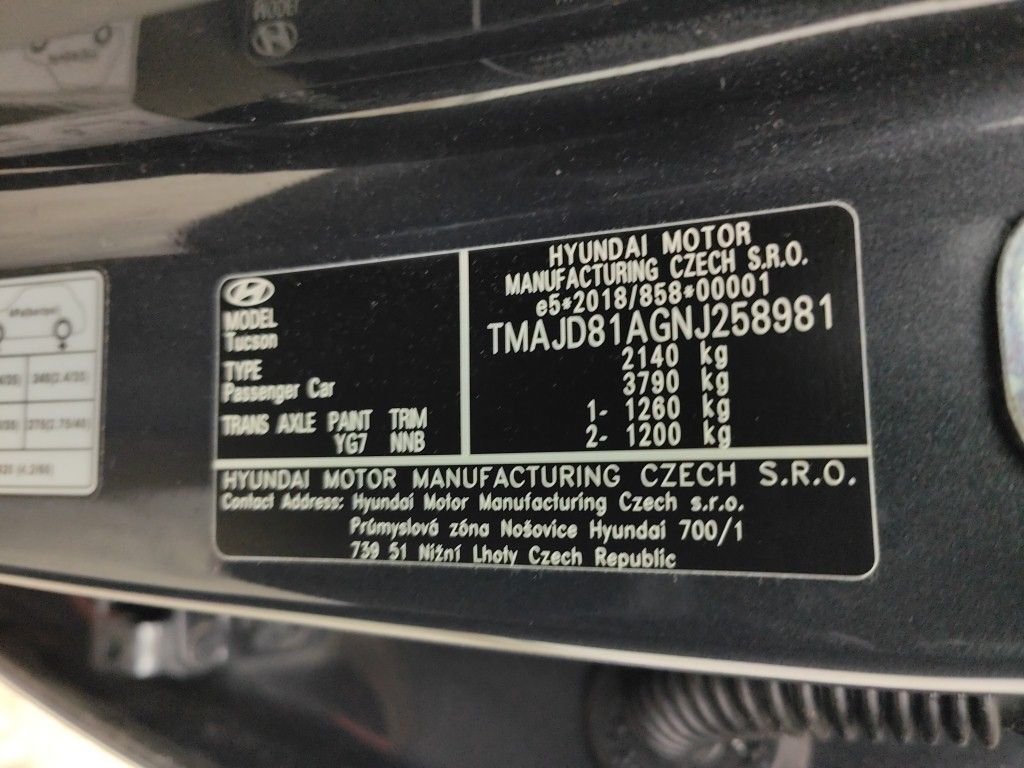 MODEL
Tucson
TYPE
Passenger Car
TRANS AXLE PAINT TRIM
YG7 NNB
HYUNDAI MOTOR
MANUFACTURING CZECH S.R.O.
e5*2018/858*00001
TMAJD81AGNJ258981
2140 kg
3790 kg
1- 1260 kg
2- 1200 kg
HYUNDAI MOTOR MANUFACTURING CZECH S.R.O.
Contact Address: Hyundai Motor Manufacturing Czech s.r.o.
Průmyslová zóna Nošovice Hyundai 700/1
739 51 Nižní Lhoty Czech Republic